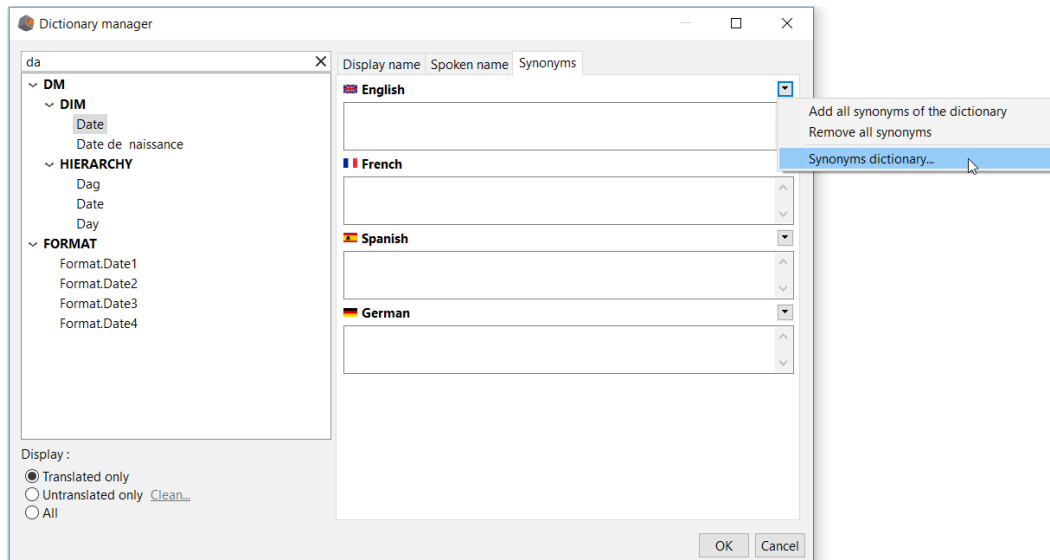 Dictionary manager
da
Display name Spoken name Synonyms
DM
DIM
Date
Date de naissance
HIERARCHY
Dag
Date
Day
FORMAT
Format.Date1
Format.Date2
Format.Date3
Format.Date4
Display :
Translated only
Untranslated only Clean...
All
English
French
Spanish
German
Add all synonyms of the dictionary
Remove all synonyms
Synonyms dictionary...
OK Cancel